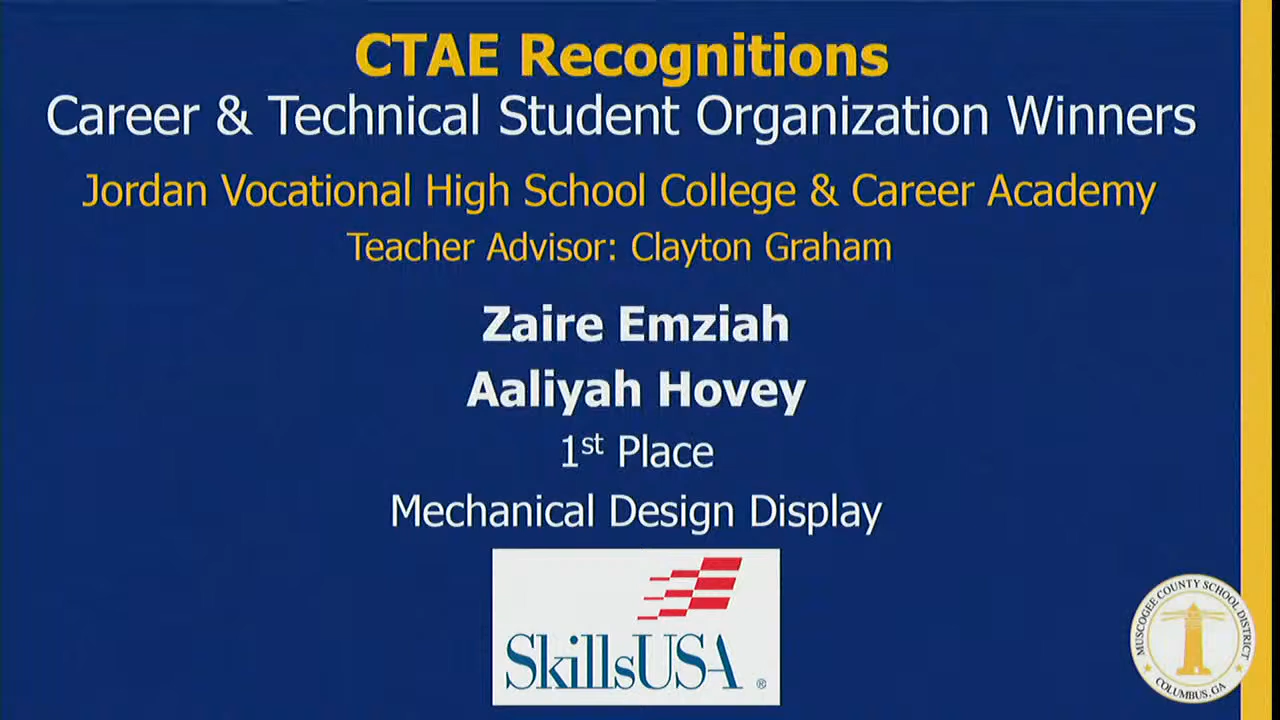 CTAE Recognitions
Career & Technical Student Organization Winners
Jordan Vocational High School College & Career Academy
Teacher Advisor: Clayton Graham
Zaire Emziah
Aaliyah Hovey
1st Place
Mechanical Design Display
SkillsUSA ®
MUSCOGEE COUNTY SCHOOL DISTRICT
COLUMBUS, GA